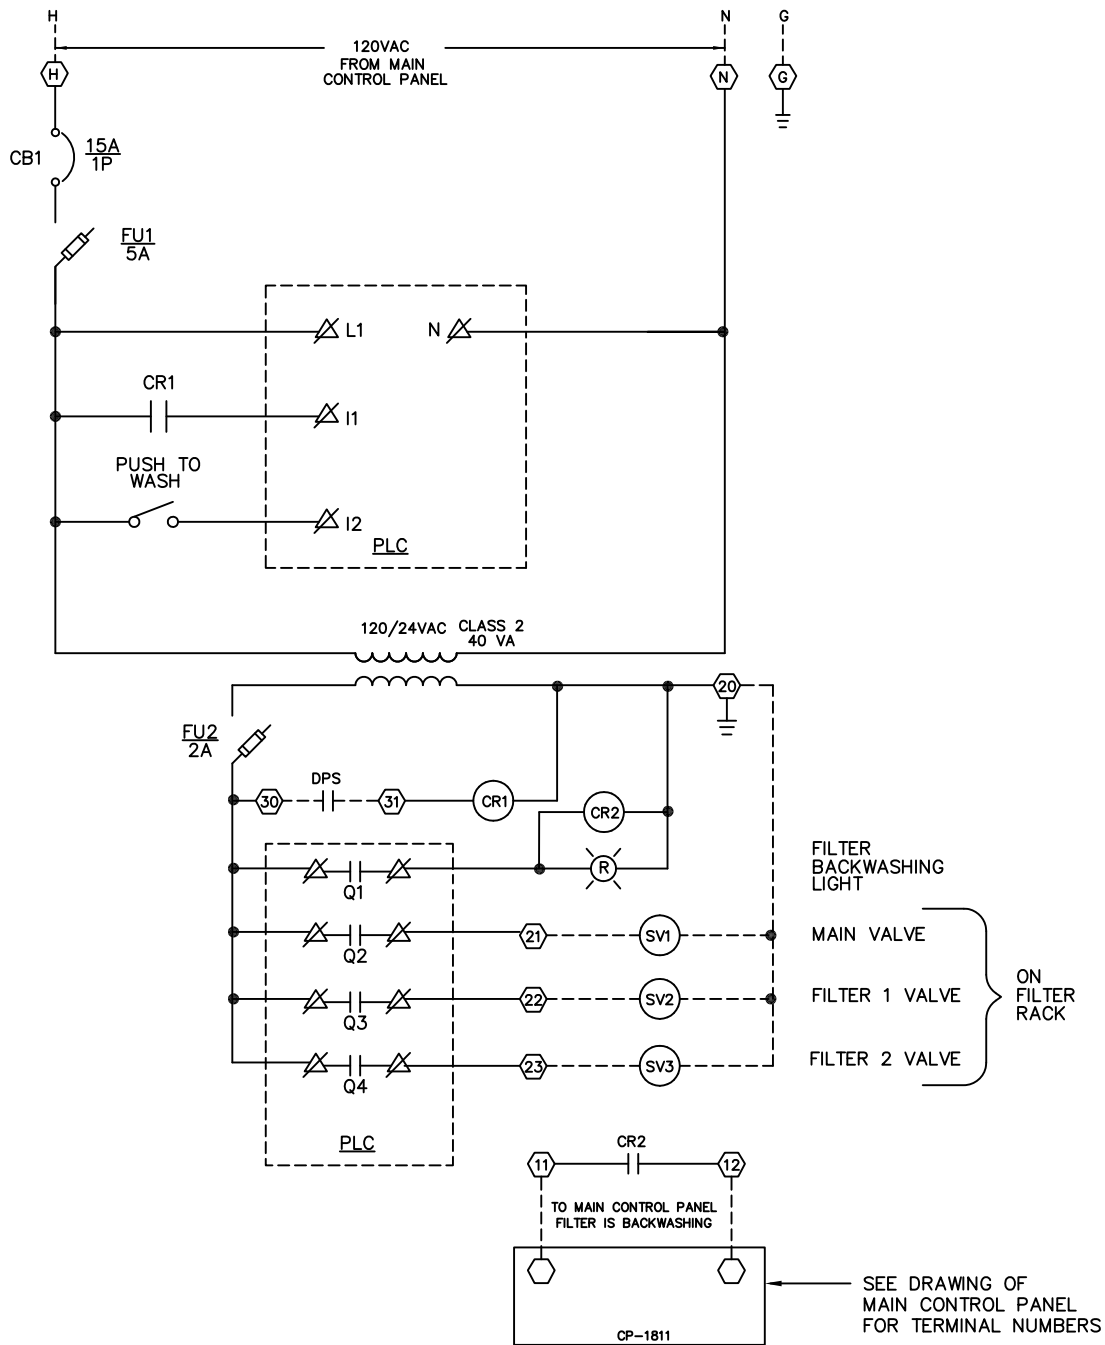 H
N
G
120VAC
FROM MAIN
CONTROL PANEL
H
N
G
CB1
15A
1P
FU1
5A
L1
N
CR1
I1
PUSH TO
WASH
I2
PLC
120/24VAC CLASS 2
40 VA
20
FU2
2A
DPS
30
31
CR1
CR2
FILTER
BACKWASHING
LIGHT
R
Q1
21
SV1
MAIN VALVE
Q2
22
SV2
FILTER 1 VALVE
ON
FILTER
RACK
Q3
23
SV3
FILTER 2 VALVE
Q4
PLC
CR2
11
12
TO MAIN CONTROL PANEL
FILTER IS BACKWASHING
SEE DRAWING OF
MAIN CONTROL PANEL
FOR TERMINAL NUMBERS
CP-1811